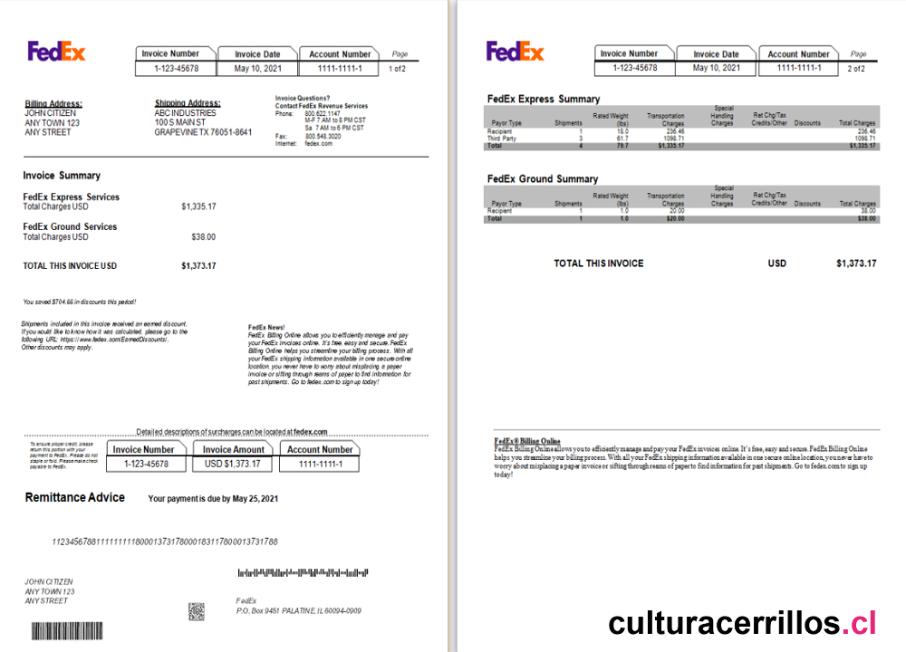 FedEx
Invoice Number Invoice Date Account Number Page
1-123-45678 May 10, 2021 1111-1111-1 1 of2
Billing Address:
JOHN CITIZEN
ANY TOWN 123
ANY STREET
Shipping Address:
ABC INDUSTRIES
100 S MAIN ST
GRAPEVINE TX 76051-8641
Invoice Questions?
Contact FedEx Revenue Services
Phone: 800.622.1147
M-F 7 AM to 8 PM CST
Sa 7 AM to 6 PM CST
Fax: 800.548.3020
Internet: fedex.com
Invoice Summary
FedEx Express Services
Total Charges USD $1,335.17
FedEx Ground Services
Total Charges USD $38.00
TOTAL THIS INVOICE USD $1,373.17
You saved $704.66 in discounts this period!
Shipments included in this invoice received an earned discount.
If you would like to know how it was calculated, please go to the
following URL: https://www.fedex.com/EarnedDiscounts/.
Other discounts may apply.
FedEx News!
FedEx Billing Online allows you to efficiently manage and pay
your FedEx invoices online. It's free, easy and secure. FedEx
Billing Online helps you streamline your billing process. With all
your FedEx shipping information available in one secure online
location, you never have to worry about misplacing a paper
invoice or sifting through reams of paper to find information for
past shipments. Go to fedex.com to sign up today!
Detailed descriptions of surcharges can be located at fedex.com
To ensure proper credit, please
return this portion with your
payment to FedEx. Please do not
staple or fold. Please make check
payable to FedEx.
Invoice Number Invoice Amount Account Number
1-123-45678 USD $1,373.17 1111-1111-1
Remittance Advice Your payment is due by May 25, 2021
JOHN CITIZEN
ANY TOWN 123
ANY STREET
FedEx
P.O. Box 9451 PALATINE, IL 60094-0909
FedEx
Invoice Number Invoice Date Account Number Page
1-123-45678 May 10, 2021 1111-1111-1 2 of2
FedEx Express Summary
Payor Type Shipments Rated Weight (lbs) Transportation Charges Special Handling Charges Ret Chg/Tax Credits/Other Discounts Total Charges
Recipient 1 18.0 236.46 236.46
Third Party 3 61.7 1098.71 1098.71
Total 4 79.7 $1,335.17 $1,335.17
FedEx Ground Summary
Payor Type Shipments Rated Weight (lbs) Transportation Charges Special Handling Charges Ret Chg/Tax Credits/Other Discounts Total Charges
Recipient 1 1.0 20.00 38.00
Total 1 1.0 $20.00 $38.00
TOTAL THIS INVOICE USD $1,373.17
FedEx® Billing Online
FedEx Billing Online allows you to efficiently manage and pay your FedEx invoices online. It's free, easy and secure. FedEx Billing Online
helps you streamline your billing process. With all your FedEx shipping information available in one secure online location, you never have to
worry about misplacing a paper invoice or sifting through reams of paper to find information for past shipments. Go to fedex.com to sign up
today!
culturacerrillos.cl